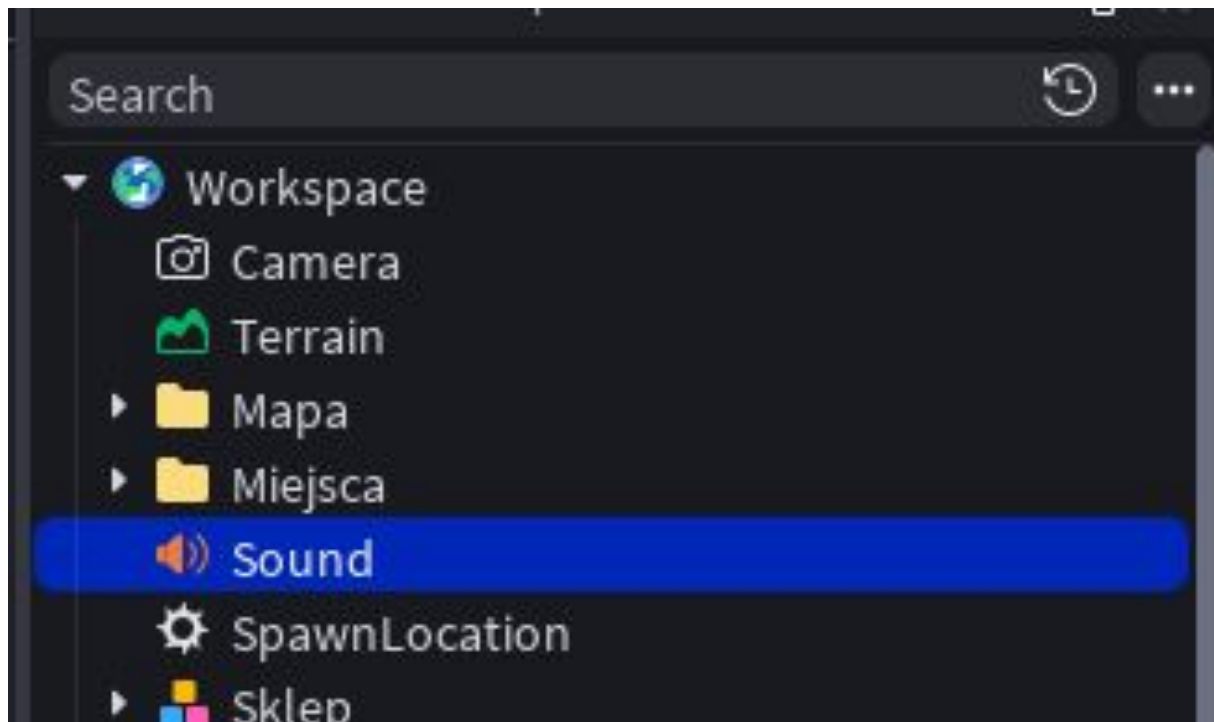 Search
Workspace
Camera
Terrain
Mapa
Miejsca
Sound
SpawnLocation
Sklep